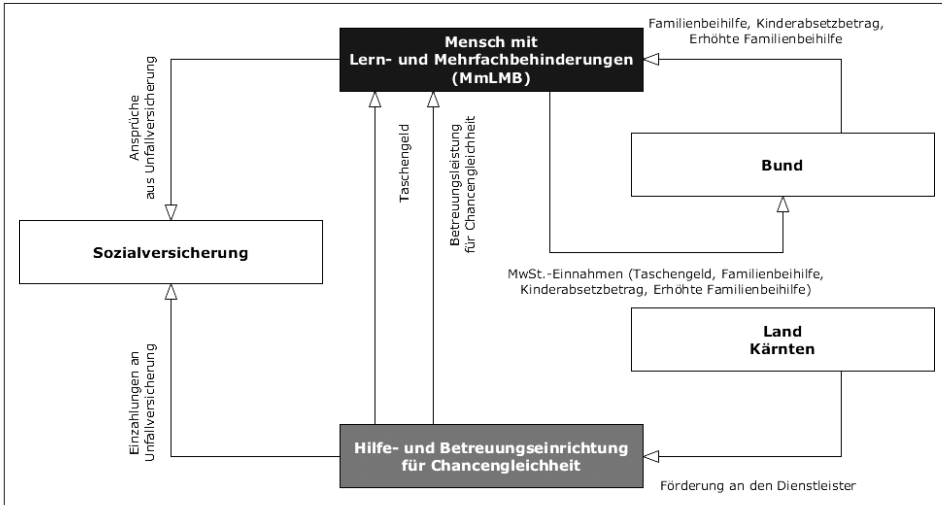 Familienbeihilfe, Kinderabsetzbetrag,
Erhöhte Familienbeihilfe
Mensch mit
Lern- und Mehrfachbehinderungen
(MmLMB)
Ansprüche
aus Unfallversicherung
Taschengeld
Betreuungsleistung
für Chancengleichheit
Bund
Sozialversicherung
MwSt.-Einnahmen (Taschengeld, Familienbeihilfe,
Kinderabsetzbetrag, Erhöhte Familienbeihilfe)
Land
Kärnten
Einzahlungen an
Unfallversicherung
Hilfe- und Betreuungseinrichtung
für Chancengleichheit
Förderung an den Dienstleister